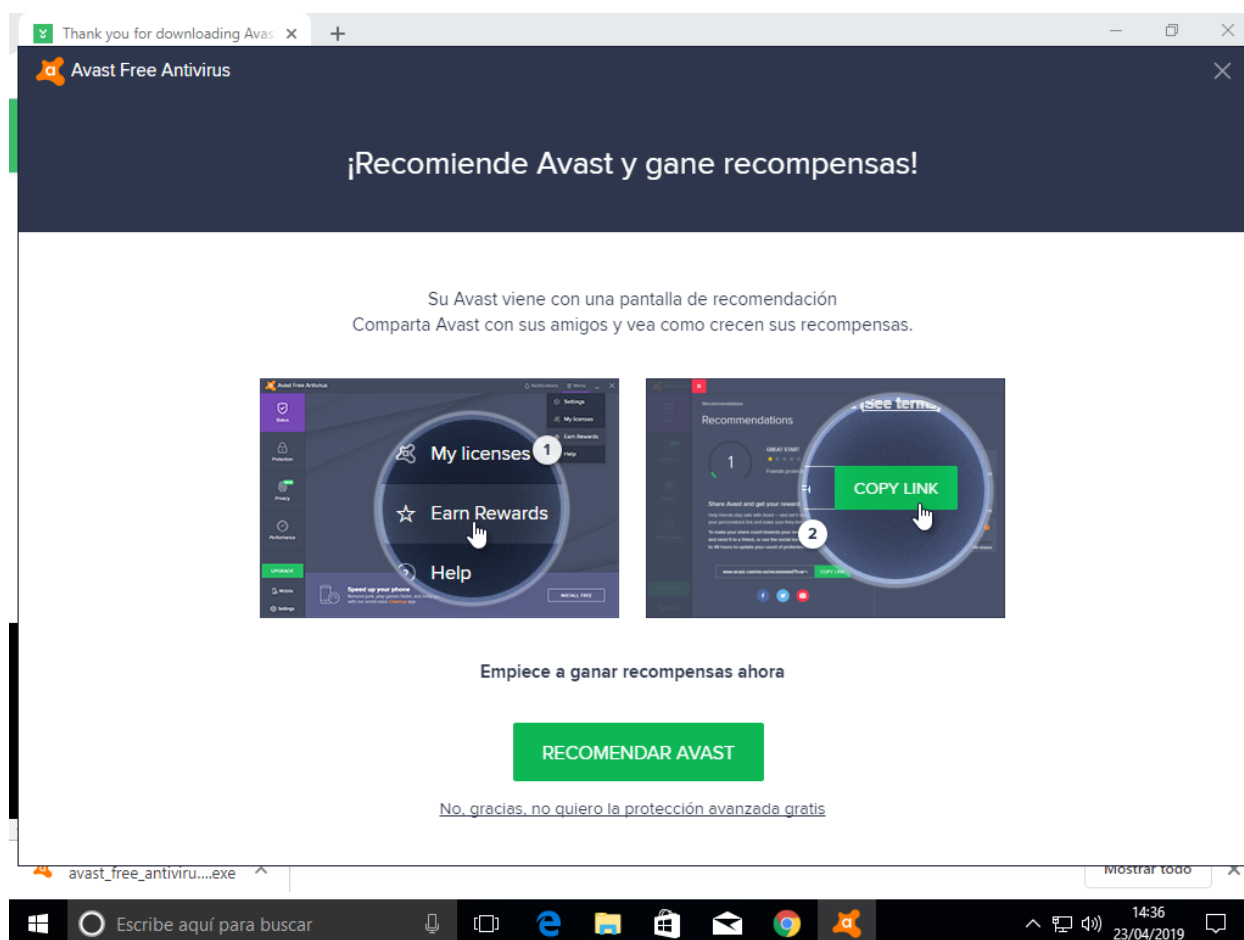 Thank you for downloading Avas
Avast Free Antivirus
¡Recomiende Avast y gane recompensas!
Su Avast viene con una pantalla de recomendación
Comparta Avast con sus amigos y vea como crecen sus recompensas.
Avast Free Antivirus
Notifications
Menu
Status
Protection
Privacy
Performance
UPGRADE
Mobile
Settings
Settings
My licenses
Earn Rewards
Help
My licenses
1
Earn Rewards
Help
Speed up your phone
INSTALL FREE
Recommendations
Recommendations
1
GREAT START
Friends
Share Avast and get your
(See terms
COPY LINK
2
COPY LINK
Empiece a ganar recompensas ahora
RECOMENDAR AVAST
No, gracias, no quiero la protección avanzada gratis
avast_free_antiviru....exe
Mostrar todo
Escribe aquí para buscar
14:36
23/04/2019